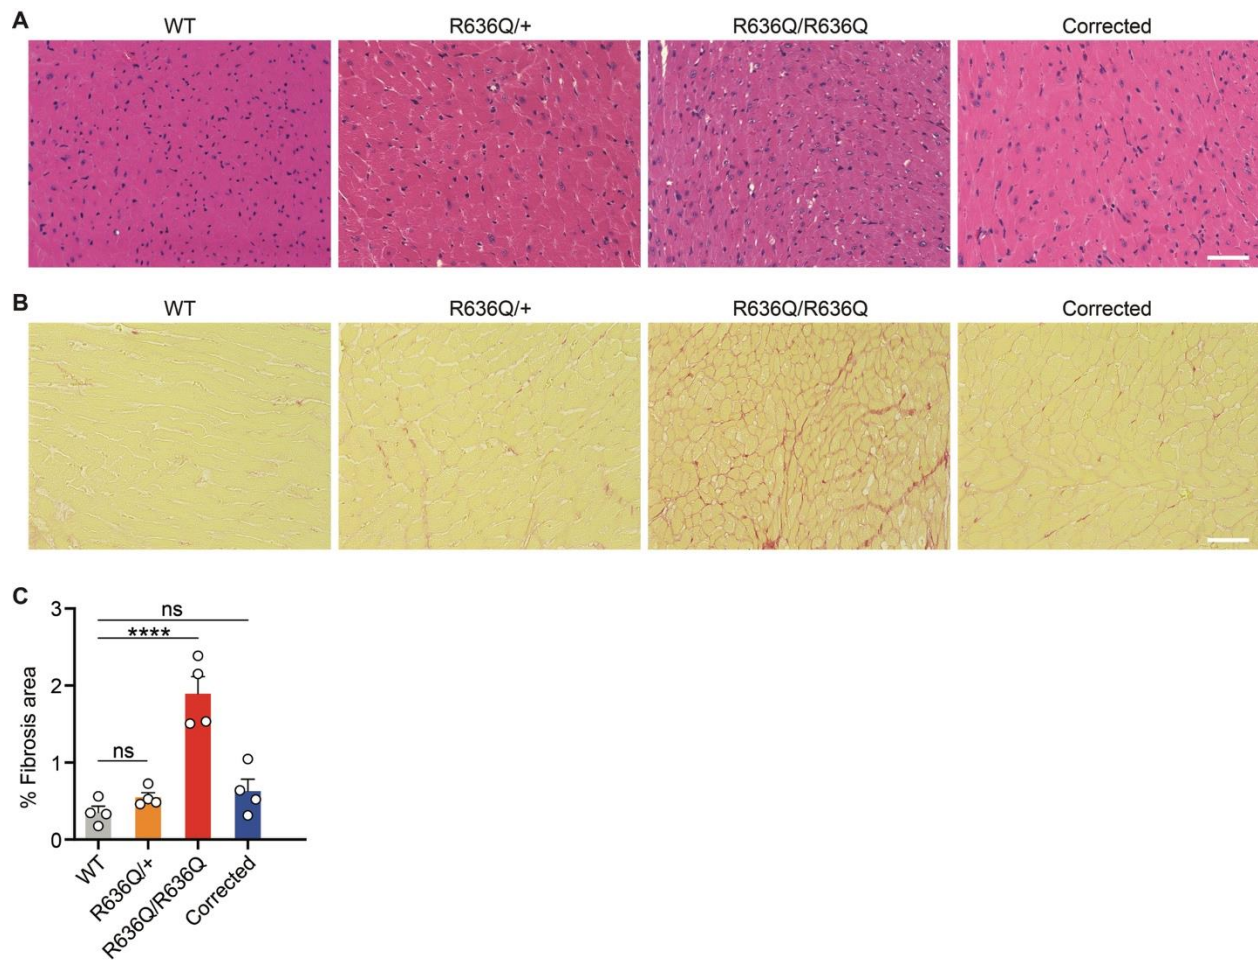 A
WT R636Q/+ R636Q/R636Q Corrected
B
WT R636Q/+ R636Q/R636Q Corrected
C
ns
****
ns
% Fibrosis area
3
2
1
0
WT
R636Q/+
R636Q/R636Q
Corrected